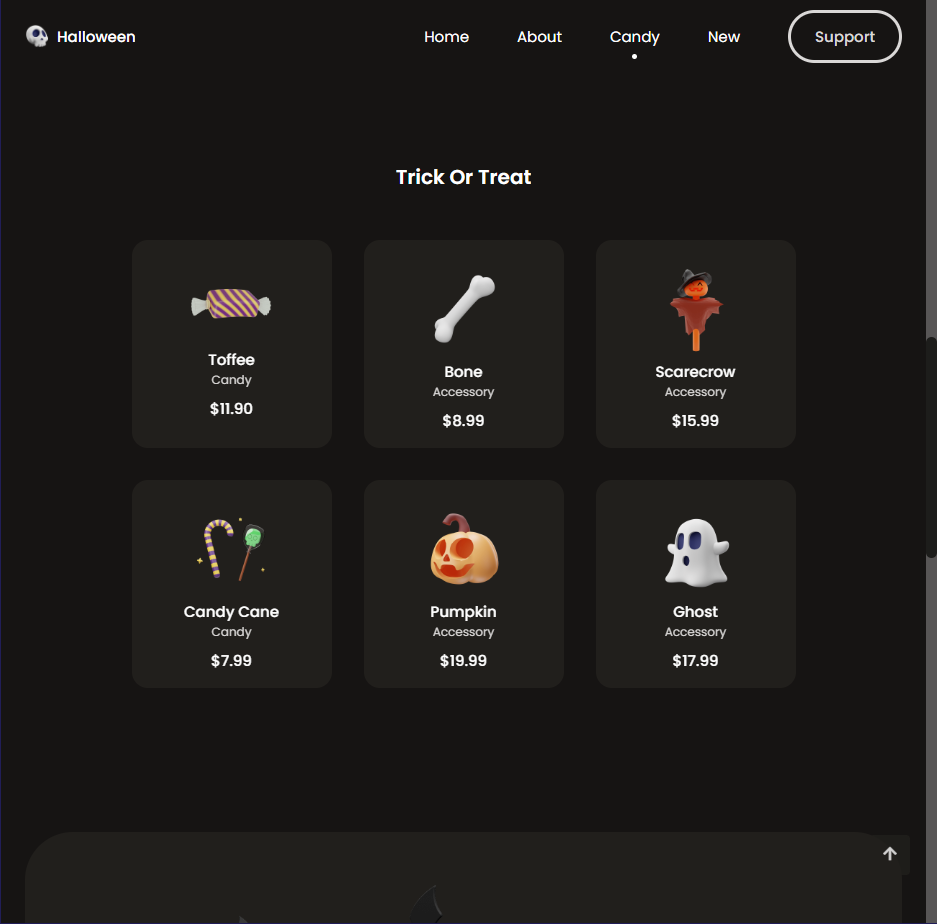 Halloween
Home
About
Candy
New
Support
Trick Or Treat
Toffee
Candy
$11.90
Bone
Accessory
$8.99
Scarecrow
Accessory
$15.99
Candy Cane
Candy
$7.99
Pumpkin
Accessory
$19.99
Ghost
Accessory
$17.99